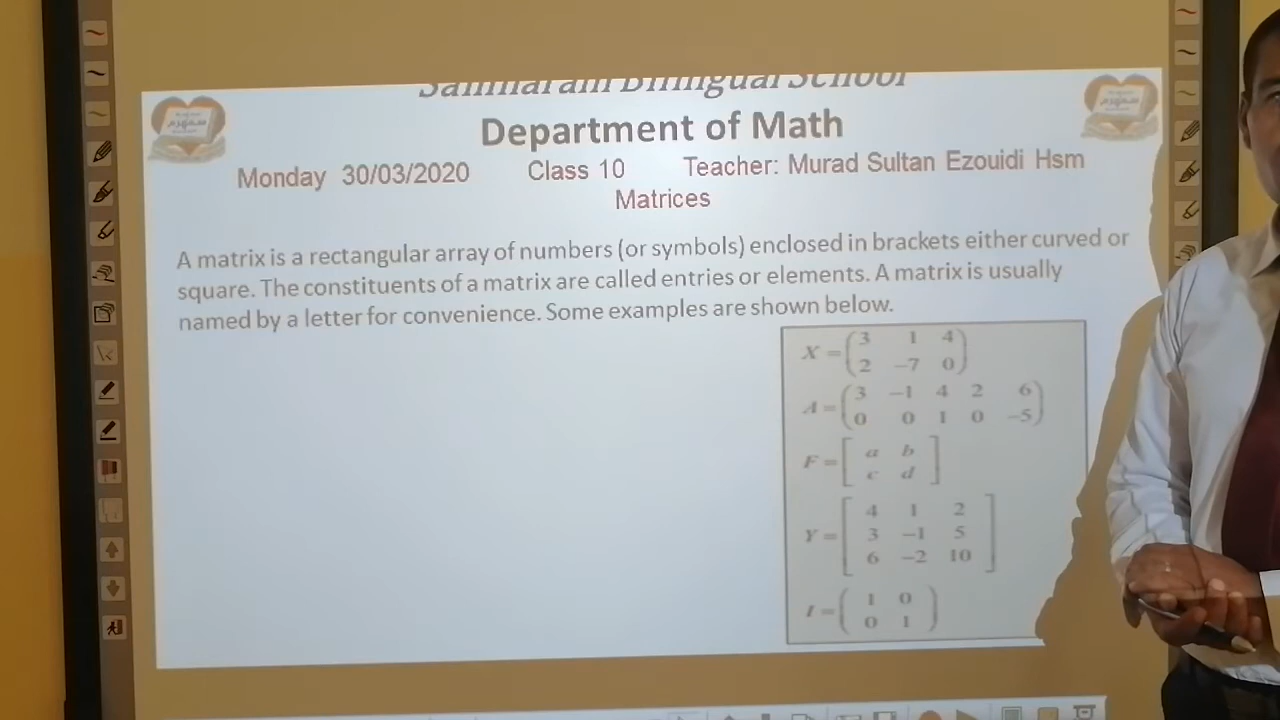 Bilingual School
Department of Math
Monday 30/03/2020 Class 10 Teacher: Murad Sultan Ezouidi Hsm
Matrices
A matrix is a rectangular array of numbers (or symbols) enclosed in brackets either curved or
square. The constituents of a matrix are called entries or elements. A matrix is usually
named by a letter for convenience. Some examples are shown below.
X = ( 3 1 4
2 -7 0 )
A = ( 3 -1 4 2 6
0 0 1 0 -5 )
F = [ a b
c d ]
Y = [ 4 1 2
3 -1 5
6 -2 10 ]
I = ( 1 0
0 1 )